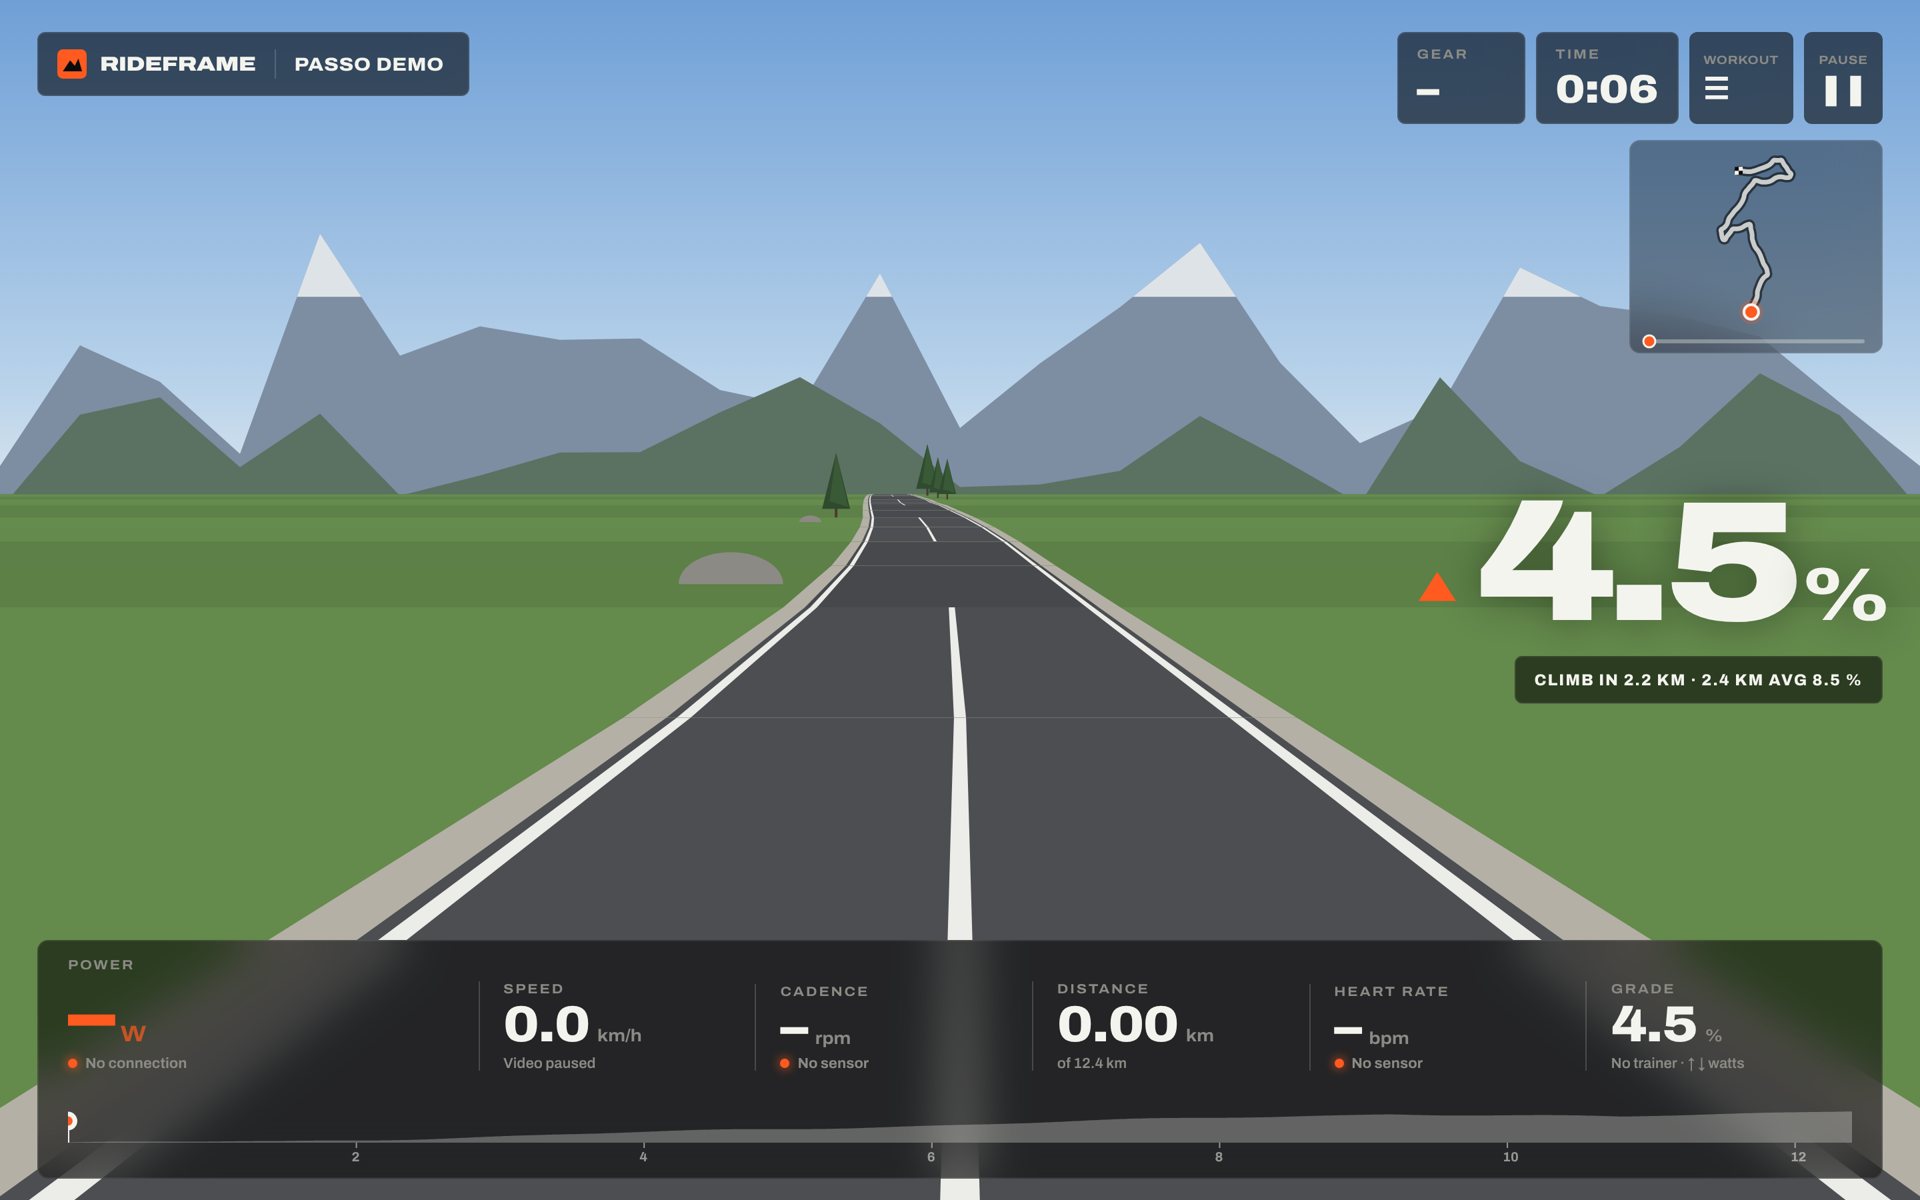 RIDEFRAME PASSO DEMO
GEAR
–
TIME
0:06
WORKOUT
PAUSE
4.5%
CLIMB IN 2.2 KM · 2.4 KM AVG 8.5 %
POWER
– W
No connection
SPEED
0.0 km/h
Video paused
CADENCE
– rpm
No sensor
DISTANCE
0.00 km
of 12.4 km
HEART RATE
– bpm
No sensor
GRADE
4.5 %
No trainer · ↑↓ watts
2 4 6 8 10 12